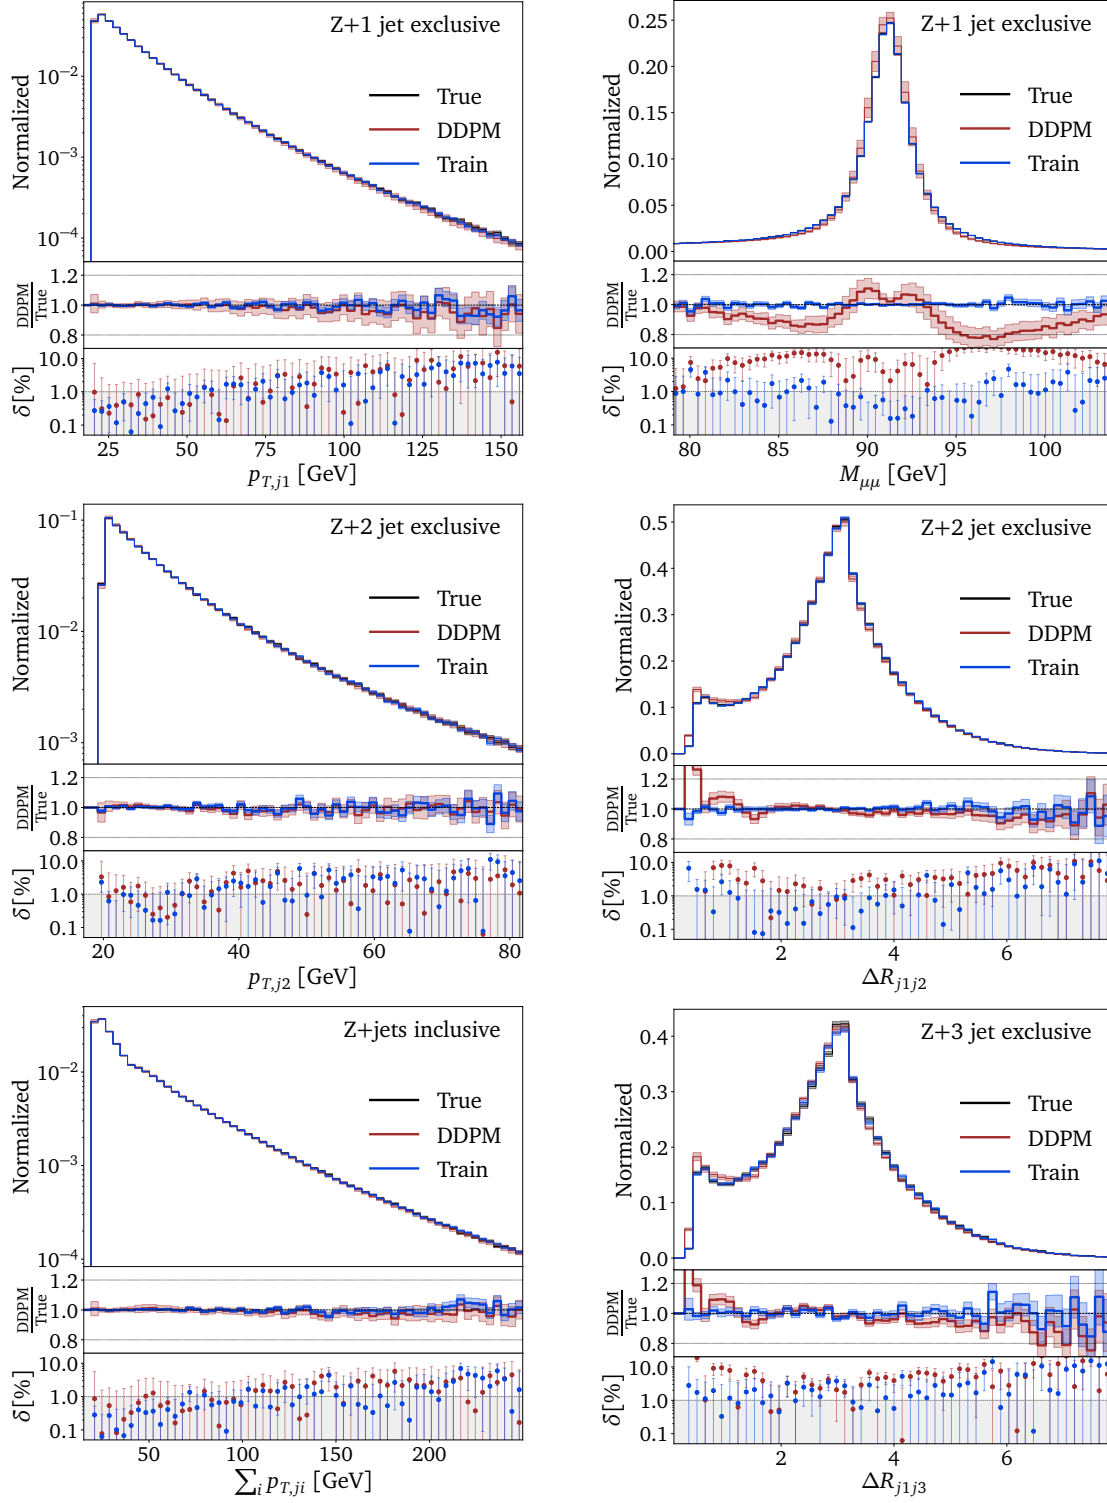 Z+1 jet exclusive
Normalized
10⁻²
10⁻³
10⁻⁴
True
DDPM
Train
DDPM
True
1.2
1.0
0.8
δ[%]
10.0
1.0
0.1
25 50 75 100 125 150
p_{T,j1} [GeV]
Z+1 jet exclusive
Normalized
0.25
0.20
0.15
0.10
0.05
0.00
True
DDPM
Train
DDPM
True
1.2
1.0
0.8
δ[%]
10.0
1.0
0.1
80 85 90 95 100
M_{μμ} [GeV]
Z+2 jet exclusive
Normalized
10⁻¹
10⁻²
10⁻³
True
DDPM
Train
DDPM
True
1.2
1.0
0.8
δ[%]
10.0
1.0
0.1
20 40 60 80
p_{T,j2} [GeV]
Z+2 jet exclusive
Normalized
0.5
0.4
0.3
0.2
0.1
0.0
True
DDPM
Train
DDPM
True
1.2
1.0
0.8
δ[%]
10.0
1.0
0.1
2 4 6
ΔR_{j1j2}
Z+jets inclusive
Normalized
10⁻²
10⁻³
10⁻⁴
True
DDPM
Train
DDPM
True
1.2
1.0
0.8
δ[%]
10.0
1.0
0.1
50 100 150 200
∑_i p_{T,ji} [GeV]
Z+3 jet exclusive
Normalized
0.4
0.3
0.2
0.1
0.0
True
DDPM
Train
DDPM
True
1.2
1.0
0.8
δ[%]
10.0
1.0
0.1
2 4 6
ΔR_{j1j3}